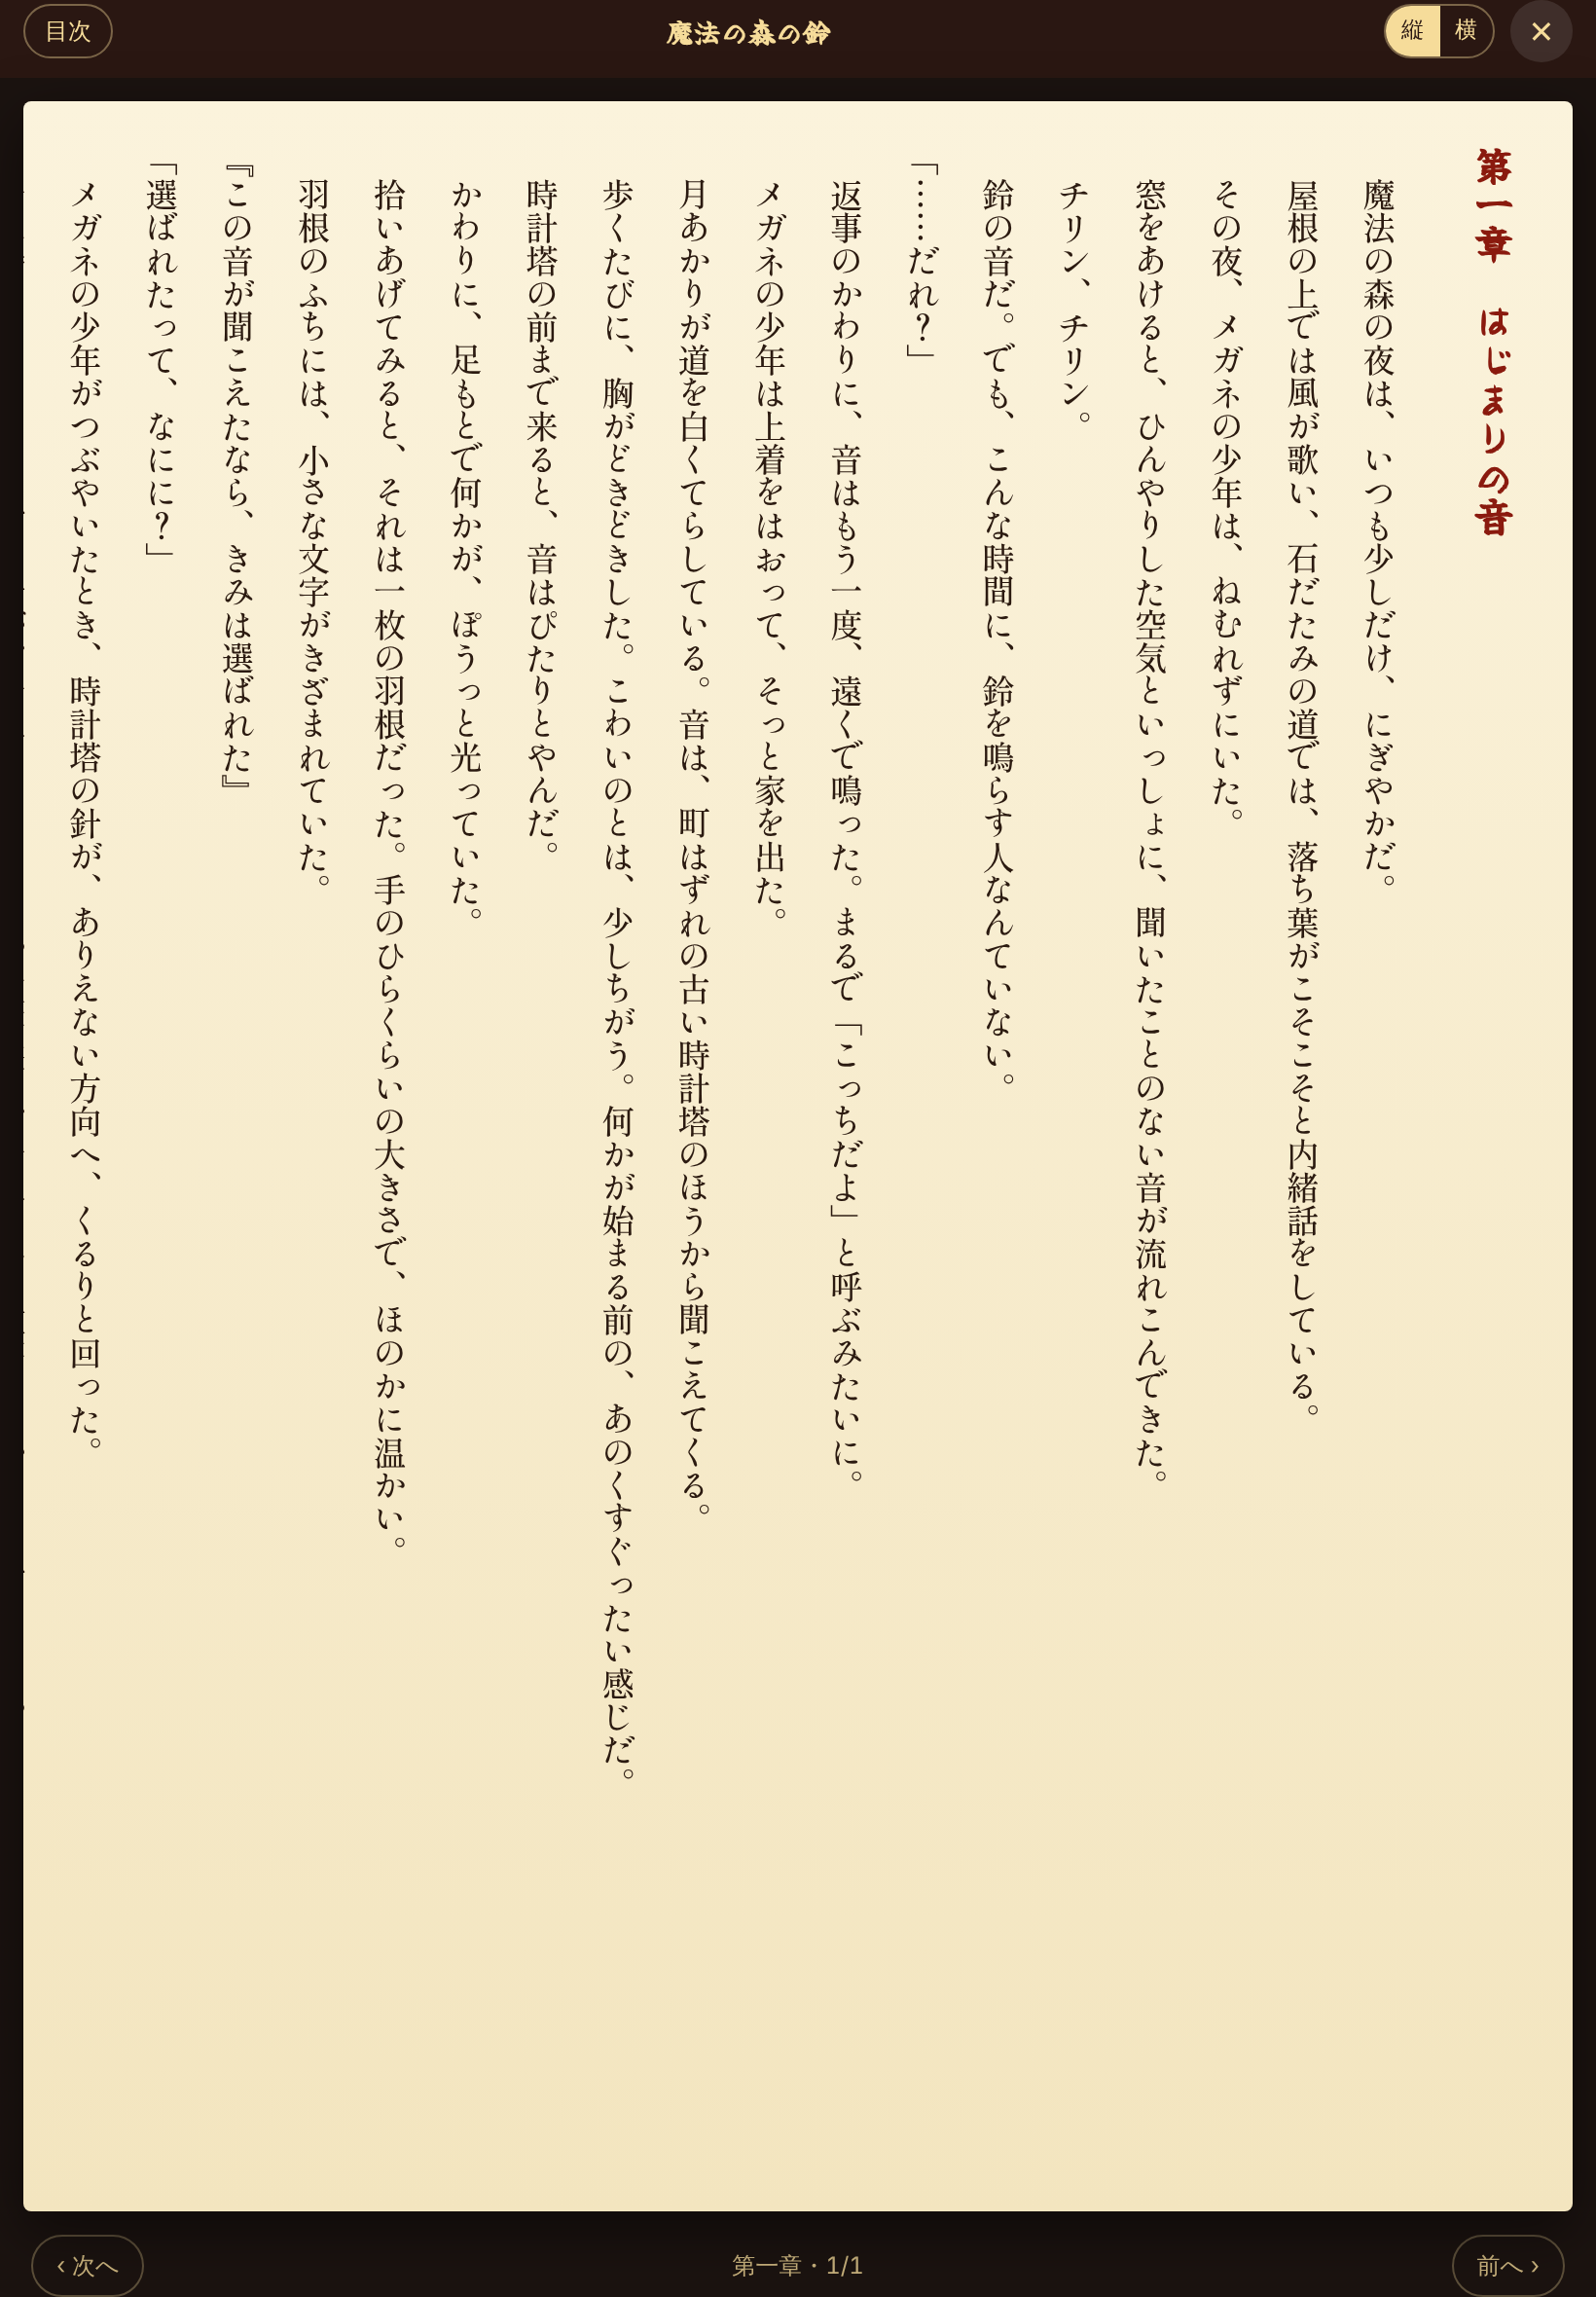 目次
魔法の森の鈴
縦 横 ✕
第一章　はじまりの音
魔法の森の夜は、いつも少しだけ、にぎやかだ。
屋根の上では風が歌い、石だたみの道では、落ち葉がこそこそと内緒話をしている。
その夜、メガネの少年は、ねむれずにいた。
窓をあけると、ひんやりした空気といっしょに、聞いたことのない音が流れこんできた。
チリン、チリン。
鈴の音だ。でも、こんな時間に、鈴を鳴らす人なんていない。
「……だれ？」
返事のかわりに、音はもう一度、遠くで鳴った。まるで「こっちだよ」と呼ぶみたいに。
メガネの少年は上着をはおって、そっと家を出た。
月あかりが道を白くてらしている。音は、町はずれの古い時計塔のほうから聞こえてくる。
歩くたびに、胸がどきどきした。こわいのとは、少しちがう。何かが始まる前の、あのくすぐったい感じだ。
時計塔の前まで来ると、音はぴたりとやんだ。
かわりに、足もとで何かが、ぽうっと光っていた。
拾いあげてみると、それは一枚の羽根だった。手のひらくらいの大きさで、ほのかに温かい。
羽根のふちには、小さな文字がきざまれていた。
『この音が聞こえたなら、きみは選ばれた』
「選ばれたって、なにに？」
メガネの少年がつぶやいたとき、時計塔の針が、ありえない方向へ、くるりと回った。
‹ 次へ
第一章・1/1
前へ ›